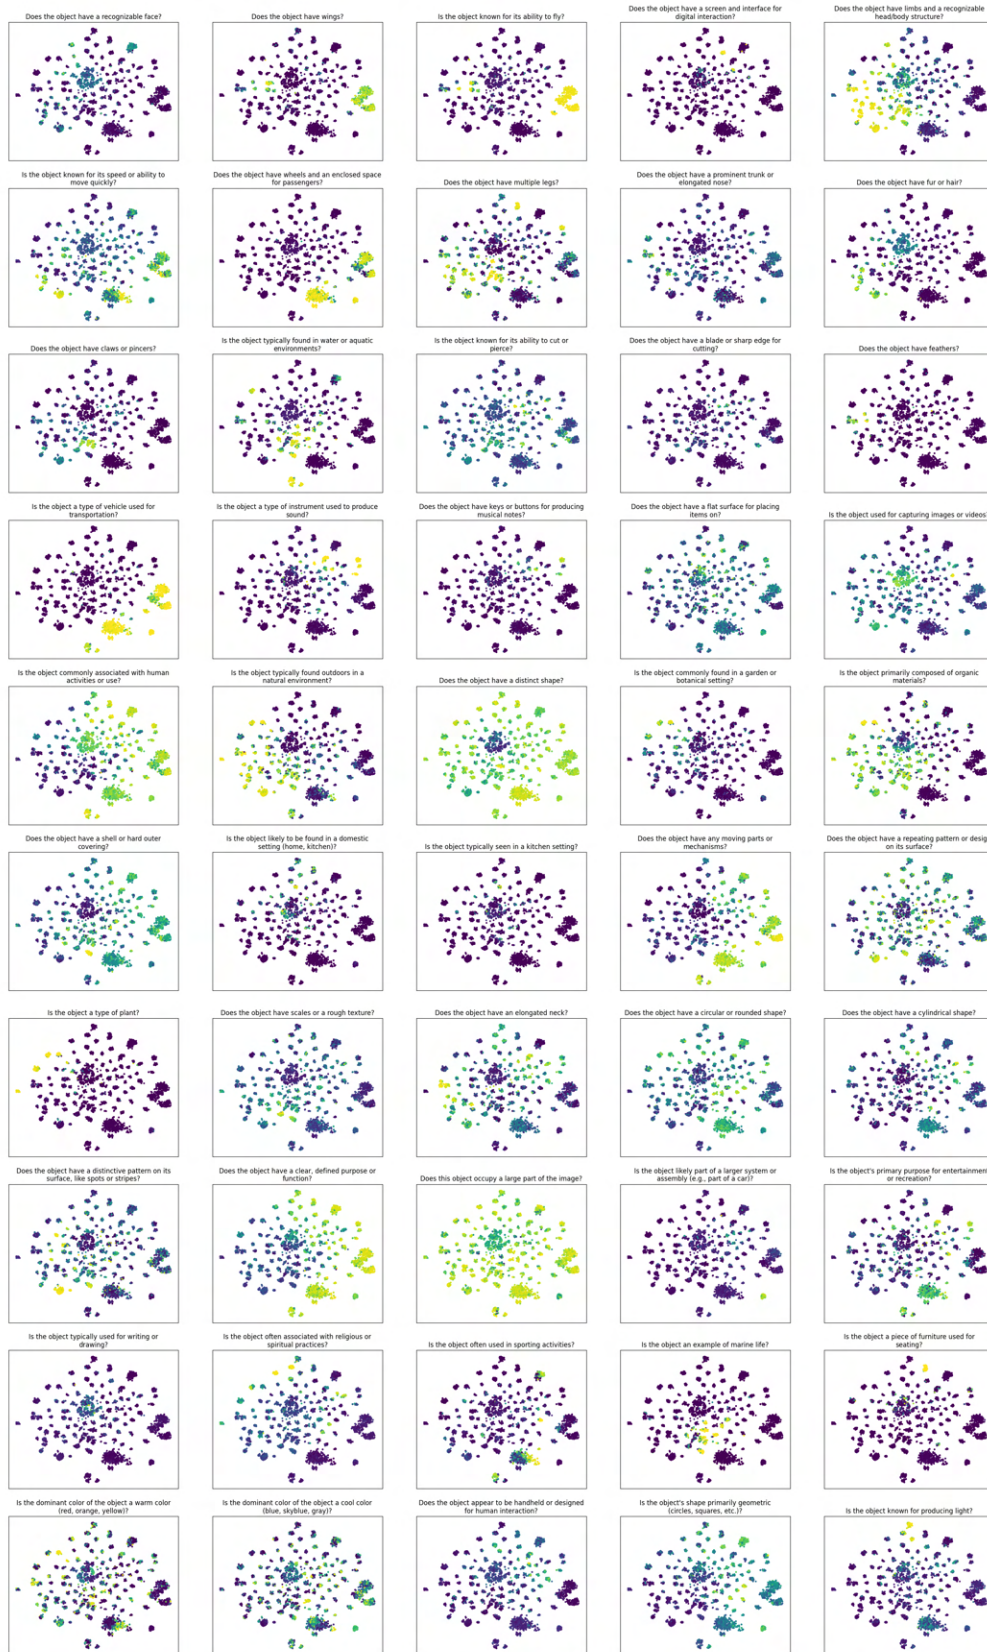 Does the object have a recognizable face?
Does the object have wings?
Is the object known for its ability to fly?
Does the object have a screen and interface for
digital interaction?
Does the object have limbs and a recognizable
head/body structure?
Is the object known for its speed or ability to
move quickly?
Does the object have wheels and an enclosed space
for passengers?
Does the object have multiple legs?
Does the object have a prominent trunk or
elongated nose?
Does the object have fur or hair?
Does the object have claws or pincers?
Is the object typically found in water or aquatic
environments?
Is the object known for its ability to cut or
pierce?
Does the object have a blade or sharp edge for
cutting?
Does the object have feathers?
Is the object a type of vehicle used for
transportation?
Is the object a type of instrument used to produce
sound?
Does the object have keys or buttons for producing
musical notes?
Does the object have a flat surface for placing
items on?
Is the object used for capturing images or videos
Is the object commonly associated with human
activities or use?
Is the object typically found outdoors in a
natural environment?
Does the object have a distinct shape?
Is the object commonly found in a garden or
botanical setting?
Is the object primarily composed of organic
materials?
Does the object have a shell or hard outer
covering?
Is the object likely to be found in a domestic
setting (home, kitchen)?
Is the object typically seen in a kitchen setting?
Does the object have any moving parts or
mechanisms?
Does the object have a repeating pattern or desig
on its surface?
Is the object a type of plant?
Does the object have scales or a rough texture?
Does the object have an elongated neck?
Does the object have a circular or rounded shape?
Does the object have a cylindrical shape?
Does the object have a distinctive pattern on its
surface, like spots or stripes?
Does the object have a clear, defined purpose or
function?
Does this object occupy a large part of the image?
Is the object likely part of a larger system or
assembly (e.g., part of a car)?
Is the object's primary purpose for entertainment
or recreation?
Is the object typically used for writing or
drawing?
Is the object often associated with religious or
spiritual practices?
Is the object often used in sporting activities?
Is the object an example of marine life?
Is the object a piece of furniture used for
seating?
Is the dominant color of the object a warm color
(red, orange, yellow)?
Is the dominant color of the object a cool color
(blue, skyblue, gray)?
Does the object appear to be handheld or designed
for human interaction?
Is the object's shape primarily geometric
(circles, squares, etc.)?
Is the object known for producing light?